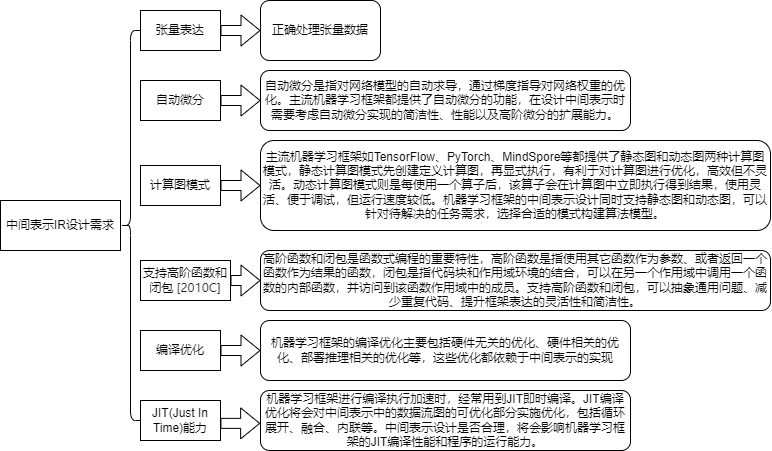 张量表达
正确处理张量数据
自动微分
自动微分是指对网络模型的自动求导，通过梯度指导对网络权重的优
化。主流机器学习框架都提供了自动微分的功能，在设计中间表示时
需要考虑自动微分实现的简洁性、性能以及高阶微分的扩展能力。
计算图模式
主流机器学习框架如TensorFlow、PyTorch、MindSpore等都提供了静态图和动态图两种计算图
模式，静态计算图模式先创建定义计算图，再显式执行，有利于对计算图进行优化，高效但不灵
活。动态计算图模式则是每使用一个算子后，该算子会在计算图中立即执行得到结果，使用灵
活、便于调试，但运行速度较低。机器学习框架的中间表示设计同时支持静态图和动态图，可以
针对待解决的任务需求，选择合适的模式构建算法模型。
中间表示IR设计需求
支持高阶函数和
闭包 [2010C]
高阶函数和闭包是函数式编程的重要特性，高阶函数是指使用其它函数作为参数、或者返回一个
函数作为结果的函数，闭包是指代码块和作用域环境的结合，可以在另一个作用域中调用一个函
数的内部函数，并访问到该函数作用域中的成员。支持高阶函数和闭包，可以抽象通用问题、减
少重复代码、提升框架表达的灵活性和简洁性。
编译优化
机器学习框架的编译优化主要包括硬件无关的优化、硬件相关的优
化、部署推理相关的优化等，这些优化都依赖于中间表示的实现
JIT(Just In
Time)能力
机器学习框架进行编译执行加速时，经常用到JIT即时编译。JIT编译
优化将会对中间表示中的数据流图的可优化部分实施优化，包括循环
展开、融合、内联等。中间表示设计是否合理，将会影响机器学习框
架的JIT编译性能和程序的运行能力。